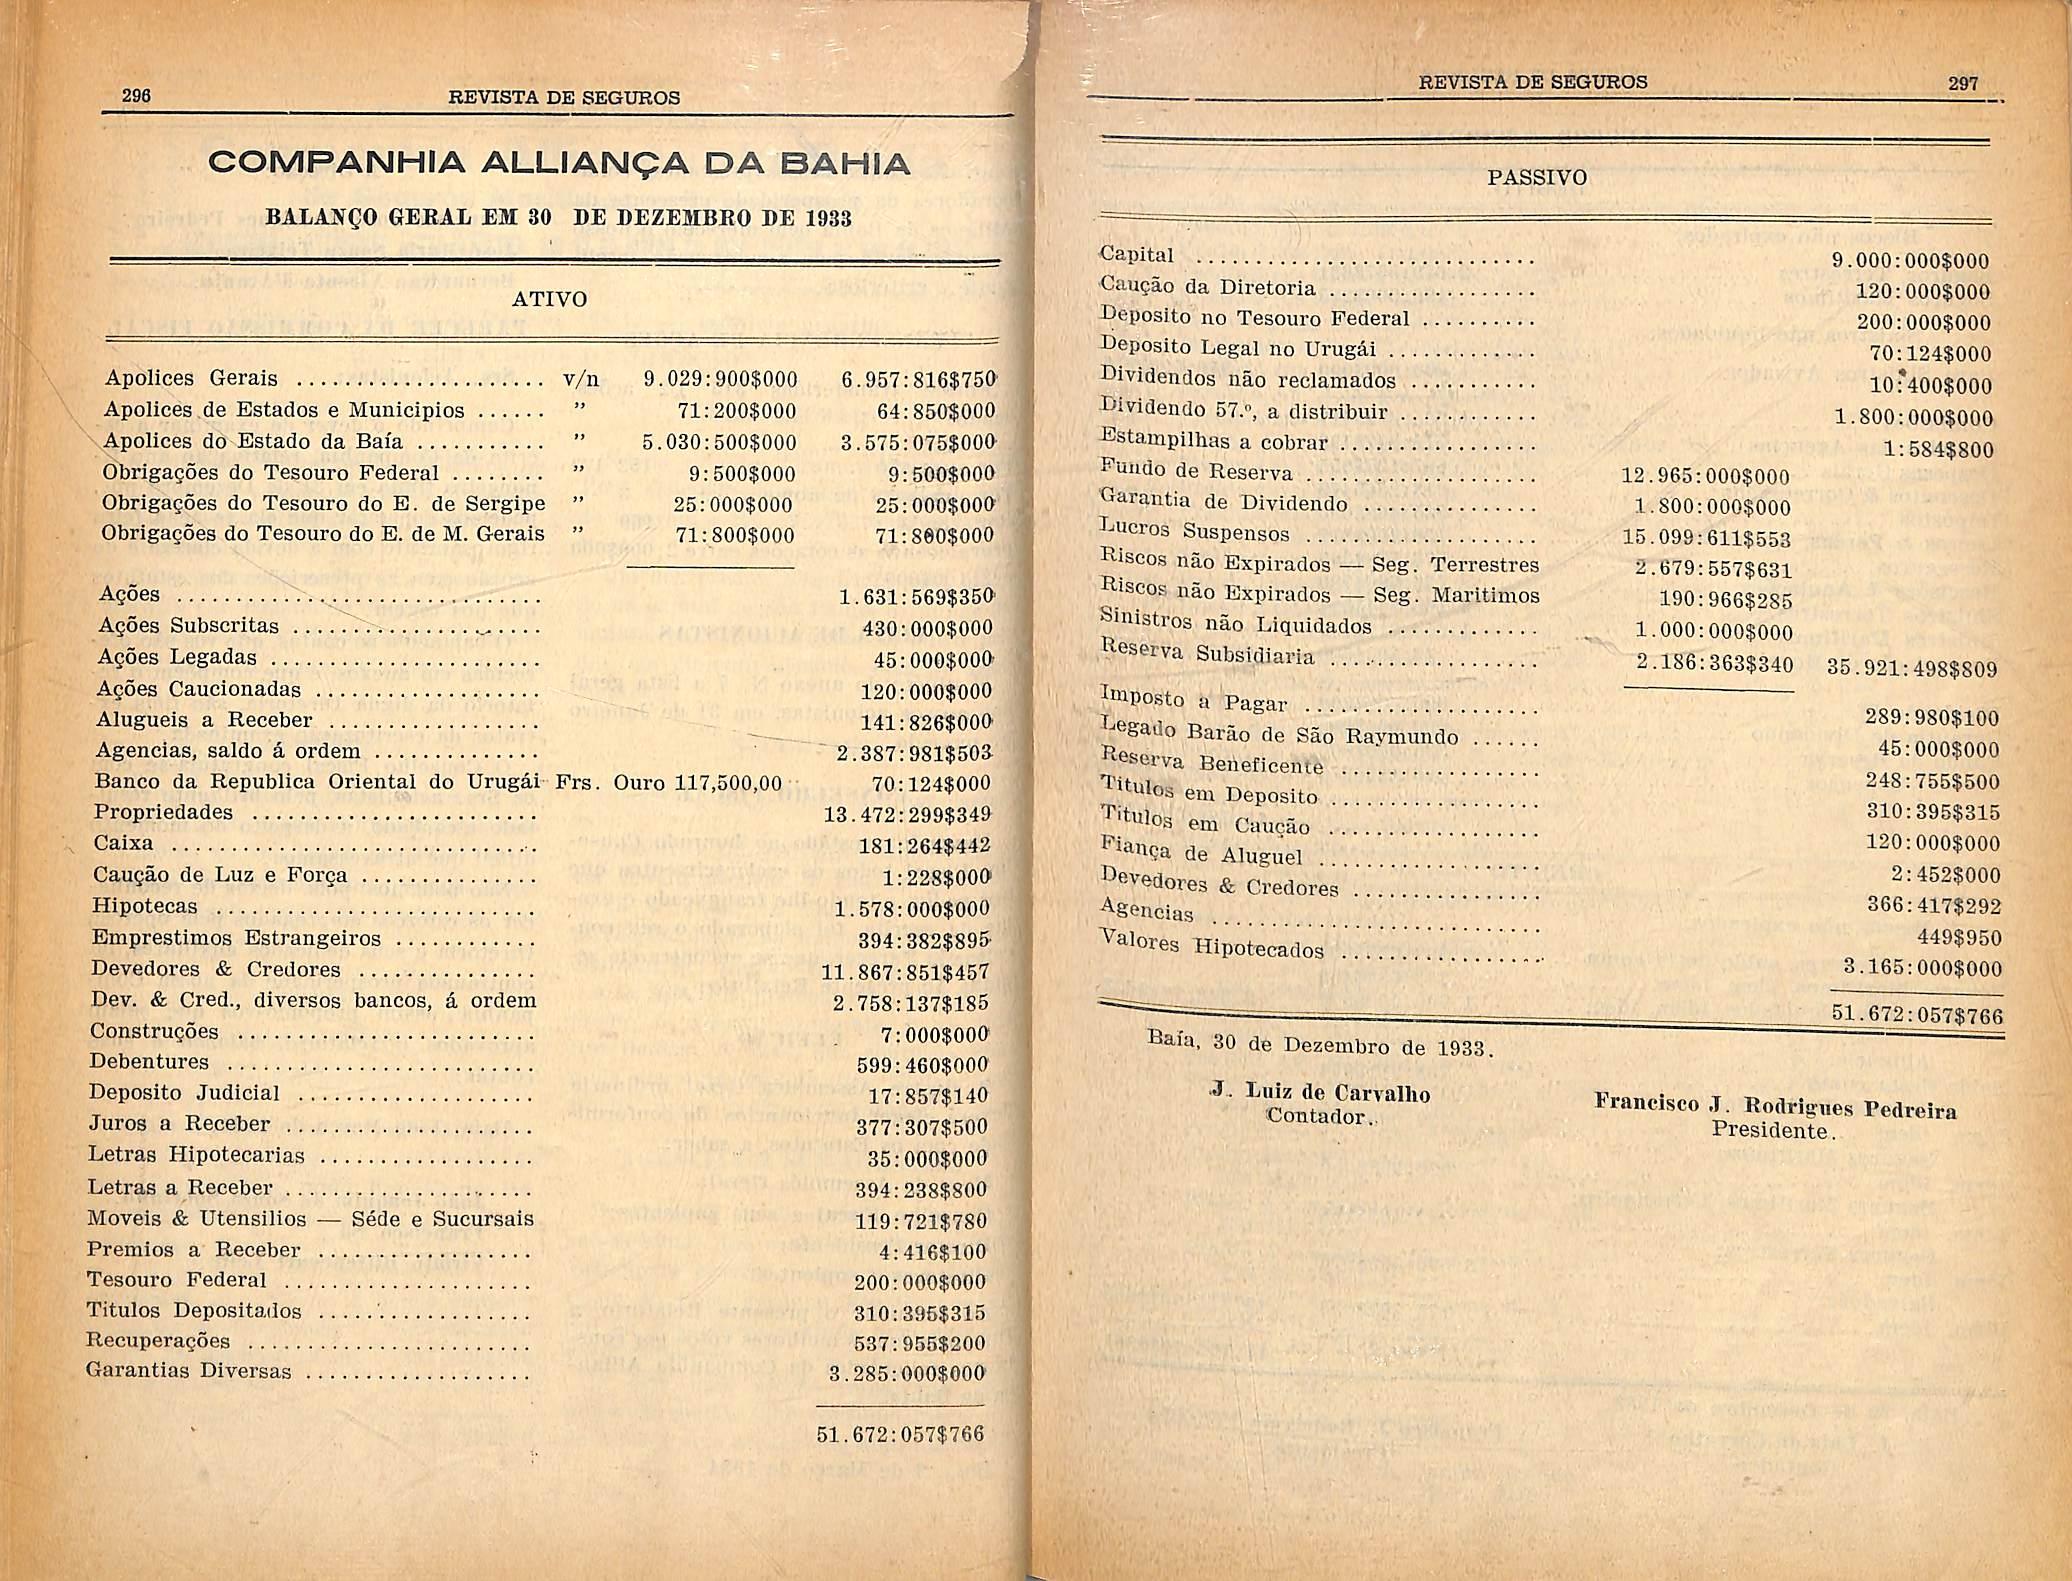 296 REVISTA DE SEGUROS
COMPANHIA ALLIANÇA DA BAHIA
BALANÇO GERAL EM 30 DE DEZEMBRO DE 1933
ATIVO
Apolices Gerais ..................... v/n 9.029:900$000 6.957:816$750
Apolices de Estados e Municipios ...... " 71:200$000 64:850$000
Apolices do Estado da Baía ........... " 5.030:500$000 3.575:075$000
Obrigações do Tesouro Federal ........ " 9:500$000 9:500$000
Obrigações do Tesouro do E. de Sergipe " 25:000$000 25:000$000
Obrigações do Tesouro do E. de M. Gerais " 71:800$000 71:800$000
Ações ............................... 1.631:569$350
Ações Subscritas ..................... 430:000$000
Ações Legadas ....................... 45:000$000
Ações Caucionadas ................... 120:000$000
Alugueis a Receber .................. 141:826$000
Agencias, saldo á ordem .............. 2.387:981$503
Banco da Republica Oriental do Urugái Frs. Ouro 117,500,00 70:124$000
Propriedades ........................ 13.472:299$349
Caixa ............................... 181:264$442
Caução de Luz e Força ............... 1:228$000
Hipotecas ........................... 1.578:000$000
Emprestimos Estrangeiros ............ 394:382$895
Devedores & Credores ............... 11.867:851$457
Dev. & Cred., diversos bancos, á ordem 2.758:137$185
Construções ......................... 7:000$000
Debentures .......................... 599:460$000
Deposito Judicial .................... 17:857$140
Juros a Receber ..................... 377:307$500
Letras Hipotecarias .................. 35:000$000
Letras a Receber ..................... 394:238$800
Moveis & Utensilios — Séde e Sucursais 119:721$780
Premios a Receber .................. 4:416$100
Tesouro Federal ..................... 200:000$000
Titulos Depositados .................. 310:395$315
Recuperações ........................ 537:955$200
Garantias Diversas ................... 3.285:000$000
51.672:057$766
REVISTA DE SEGUROS 297
PASSIVO
Capital ............................. 9.000:000$000
Caução da Diretoria .................. 120:000$000
Deposito no Tesouro Federal .......... 200:000$000
Deposito Legal no Urugái ............. 70:124$000
Dividendos não reclamados ........... 10:400$000
Dividendo 57.º, a distribuir ............ 1.800:000$000
Estampilhas a cobrar ................. 1:584$800
Fundo de Reserva .................... 12.965:000$000
Garantia de Dividendo ............... 1.800:000$000
Lucros Suspensos .................... 15.099:611$553
Riscos não Expirados — Seg. Terrestres 2.679:557$631
Riscos não Expirados — Seg. Maritimos 190:966$285
Sinistros não Liquidados ............. 1.000:000$000
Reserva Subsidiaria .................. 2.186:363$340 35.921:498$809
Imposto a Pagar .................... 289:980$100
Legado Barão de São Raymundo ...... 45:000$000
Reserva Beneficente ................. 248:755$500
Titulos em Deposito .................. 310:395$315
Titulos em Caução .................. 120:000$000
Fiança de Aluguel ................... 2:452$000
Devedores & Credores ................ 366:417$292
Agencias ............................ 449$950
Valores Hipotecados ................. 3.165:000$000
51.672:057$766
Baía, 30 de Dezembro de 1933.
J. Luiz de Carvalho
Contador.
Francisco J. Rodrigues Pedreira
Presidente.